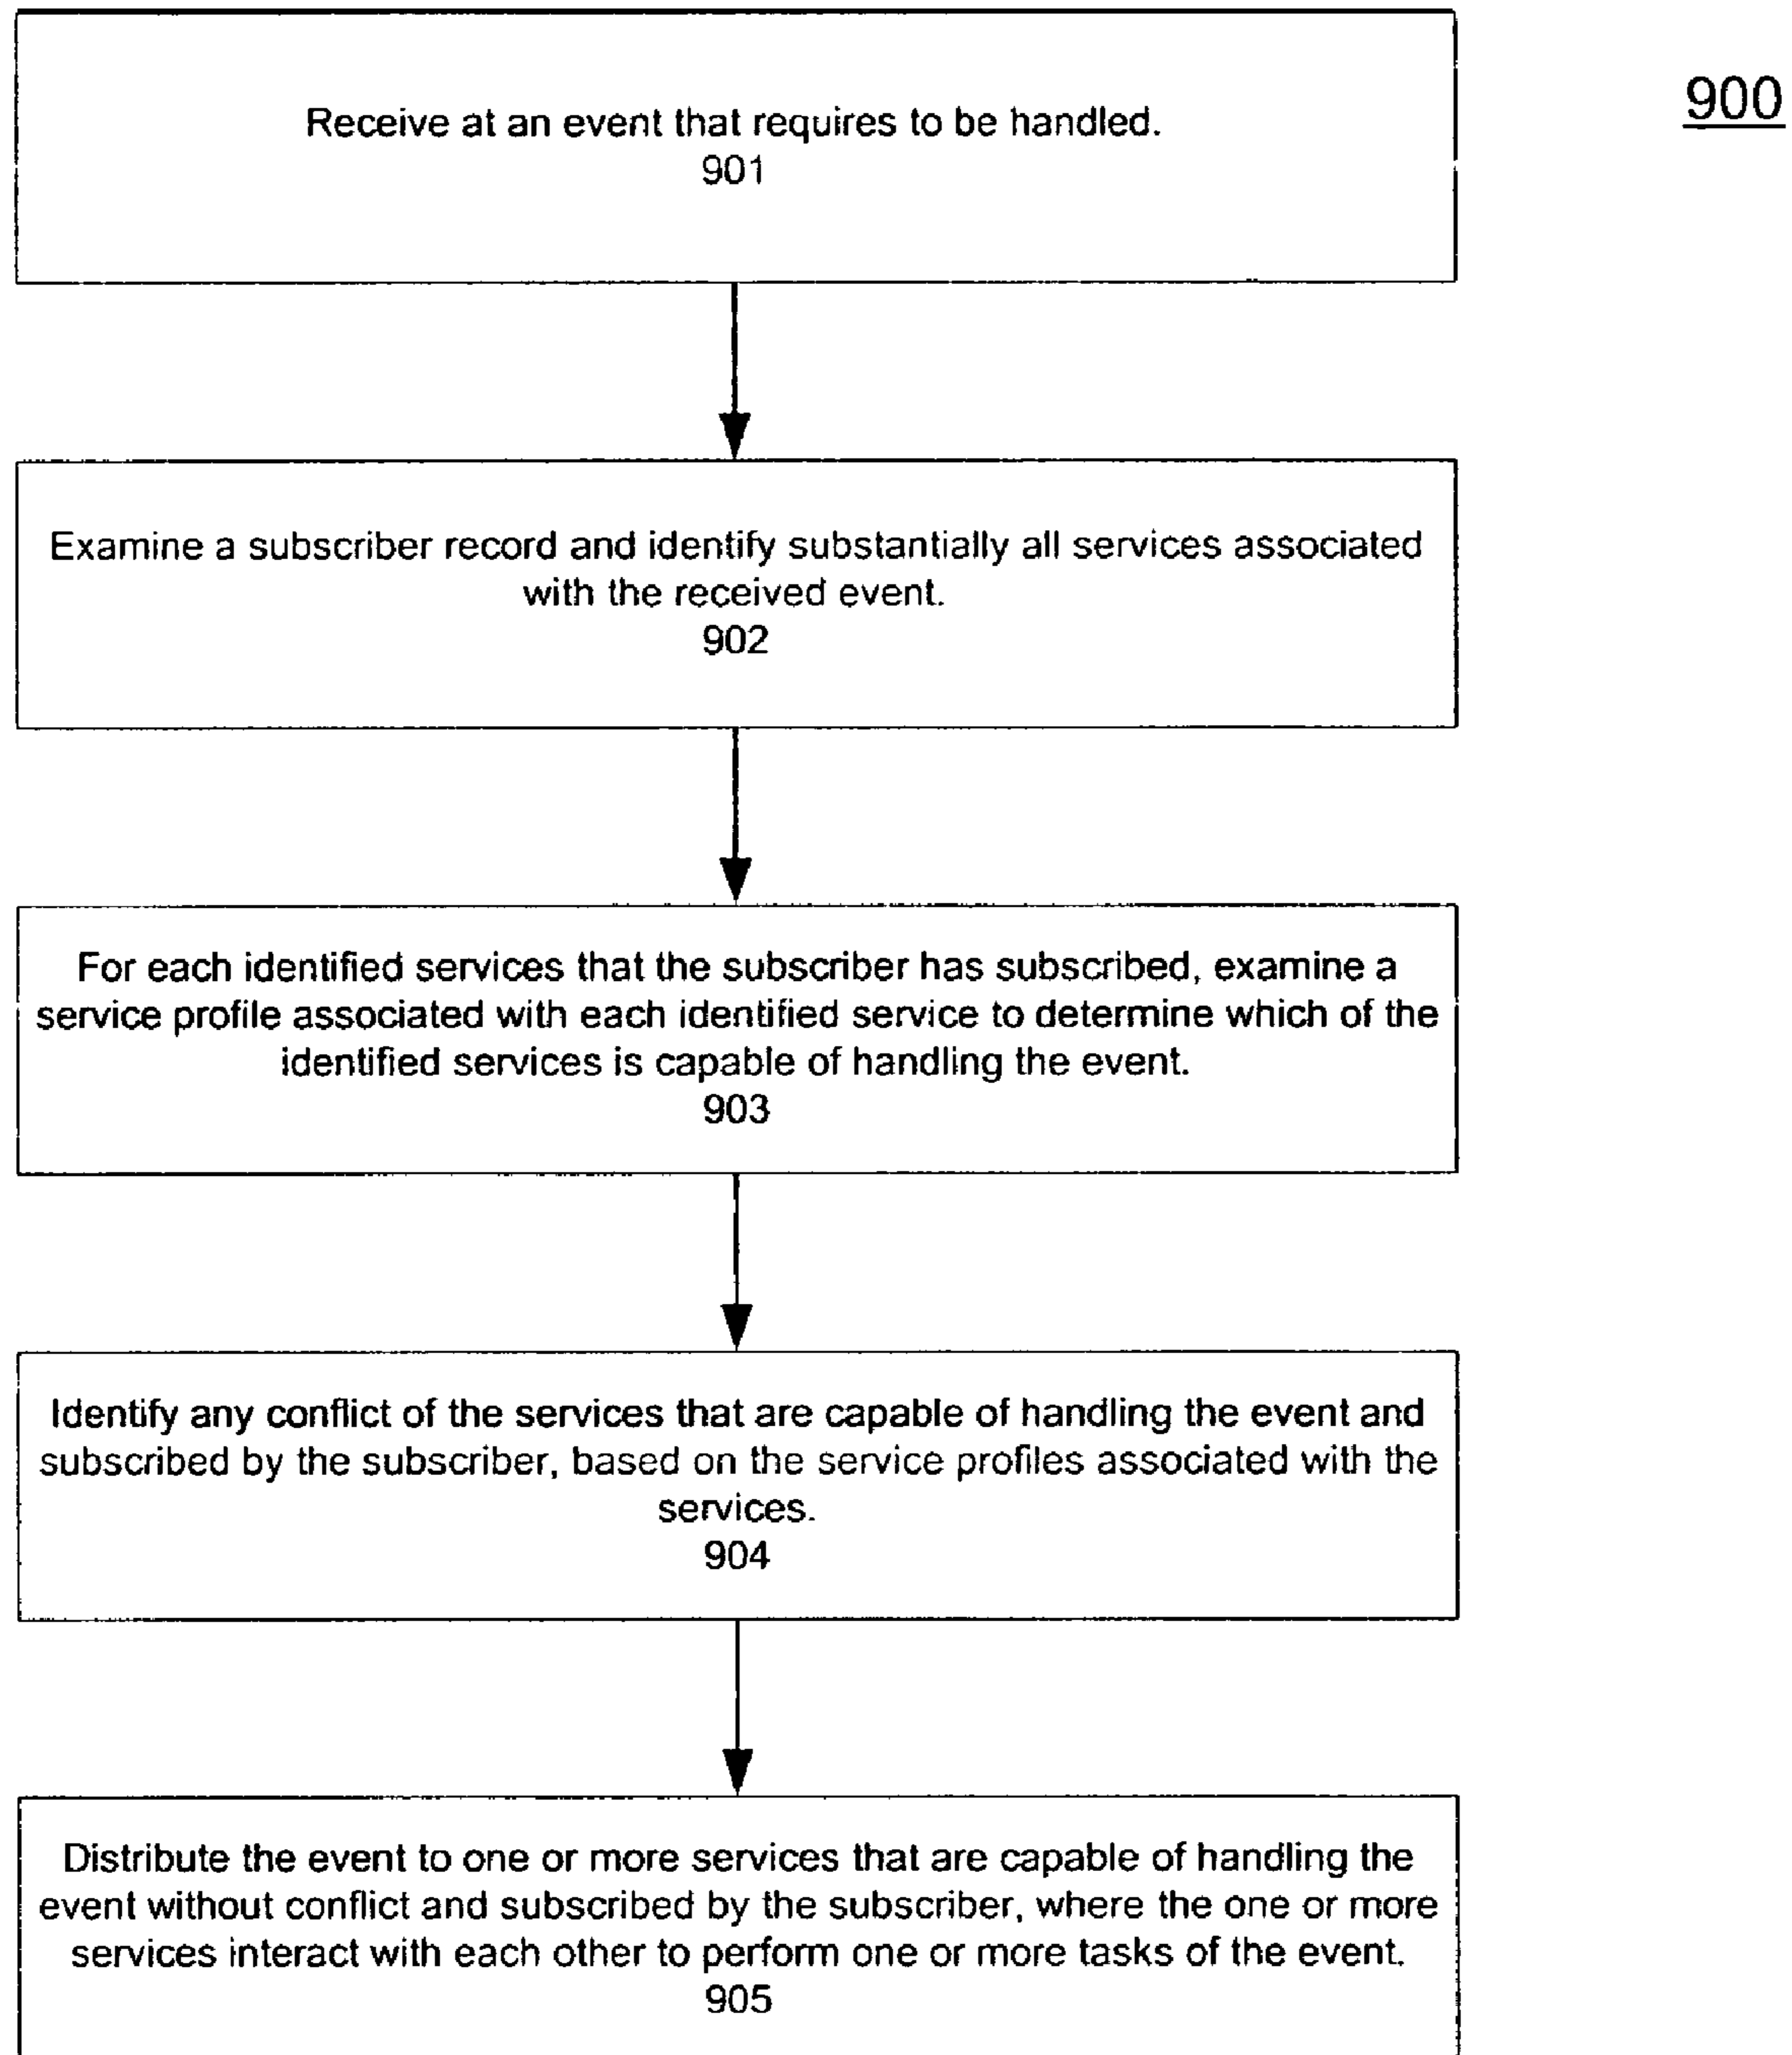 Receive at an event that requires to be handled.
901
900
Examine a subscriber record and identify substantially all services associated
with the received event.
902
For each identified services that the subscriber has subscribed, examine a
service profile associated with each identified service to determine which of the
identified services is capable of handling the event.
903
Identify any conflict of the services that are capable of handling the event and
subscribed by the subscriber, based on the service profiles associated with the
services.
904
Distribute the event to one or more services that are capable of handling the
event without conflict and subscribed by the subscriber, where the one or more
services interact with each other to perform one or more tasks of the event.
905